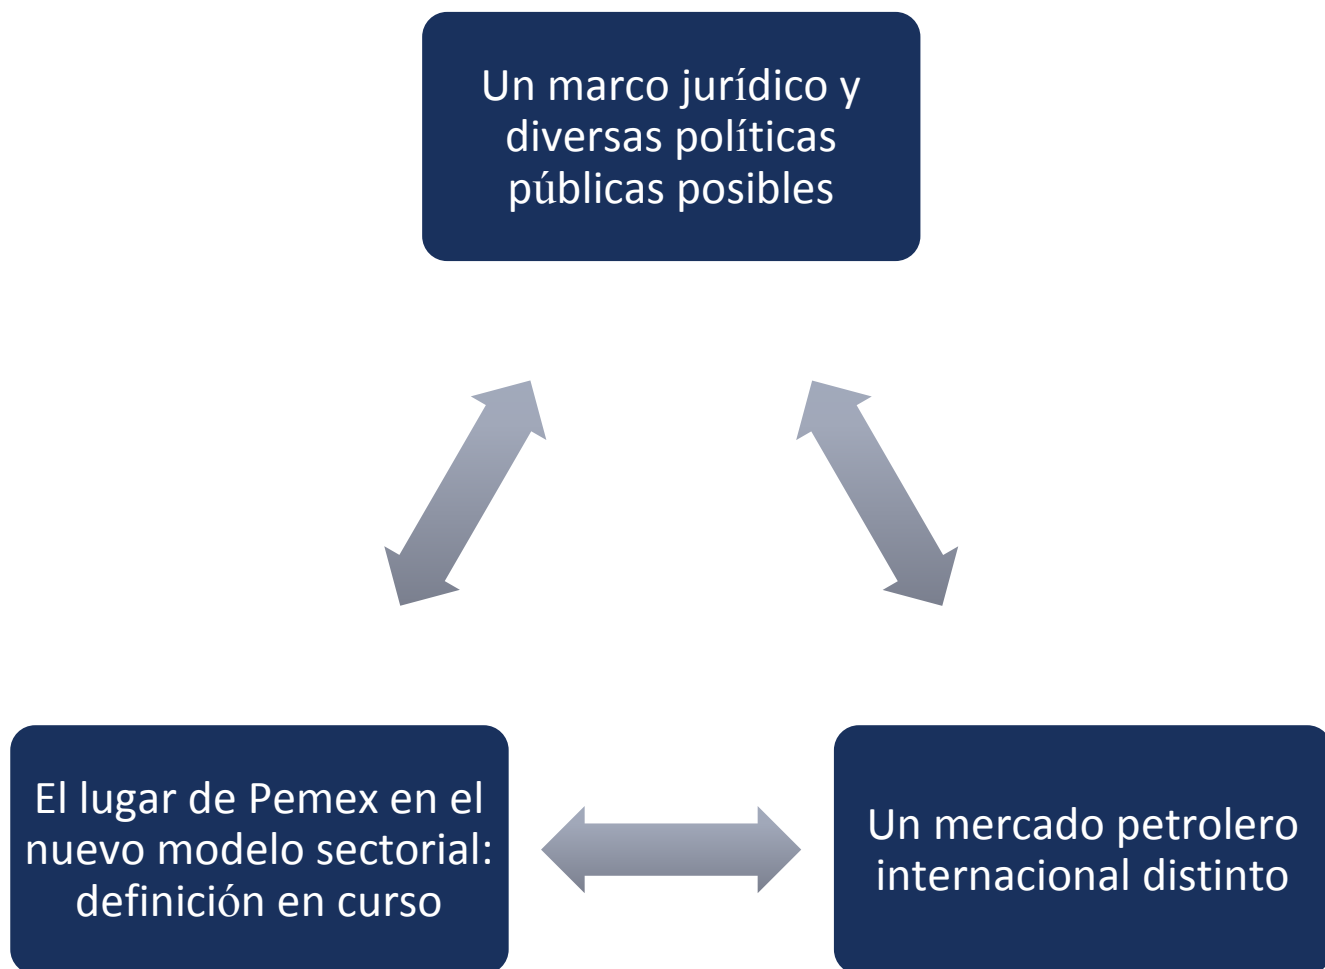 Un marco jurídico y
diversas políticas
públicas posibles
El lugar de Pemex en el
nuevo modelo sectorial:
definición en curso
Un mercado petrolero
internacional distinto